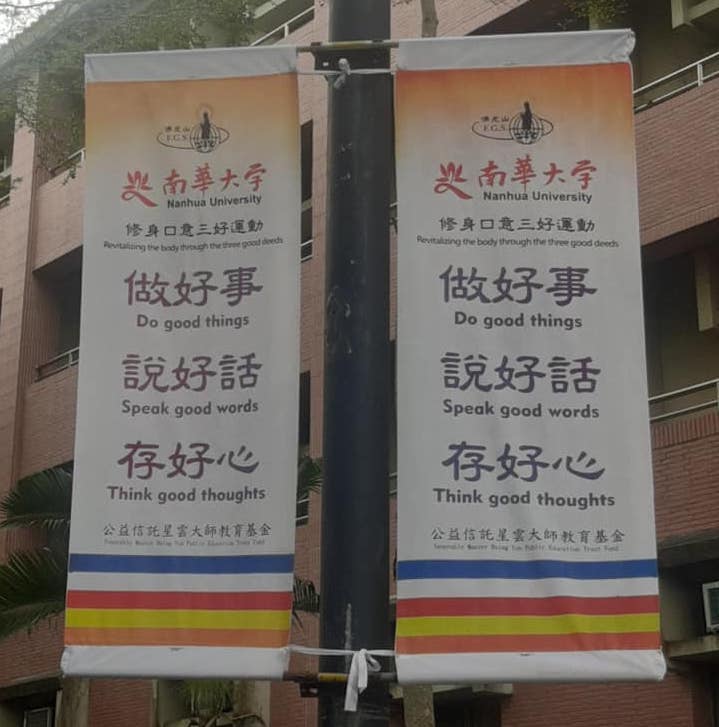 佛光山
F.G.S.
南華大学
Nanhua University
修身口意三好運動
Revitalizing the body through the three good deeds
做好事
Do good things
說好話
Speak good words
存好心
Think good thoughts
公益信託星雲大師教育基金
Venerable Master Hsing Yun Public Education Trust Fund
佛光山
F.G.S.
南華大学
Nanhua University
修身口意三好運動
Revitalizing the body through the three good deeds
做好事
Do good things
說好話
Speak good words
存好心
Think good thoughts
公益信託星雲大師教育基金
Venerable Master Hsing Yun Public Education Trust Fund